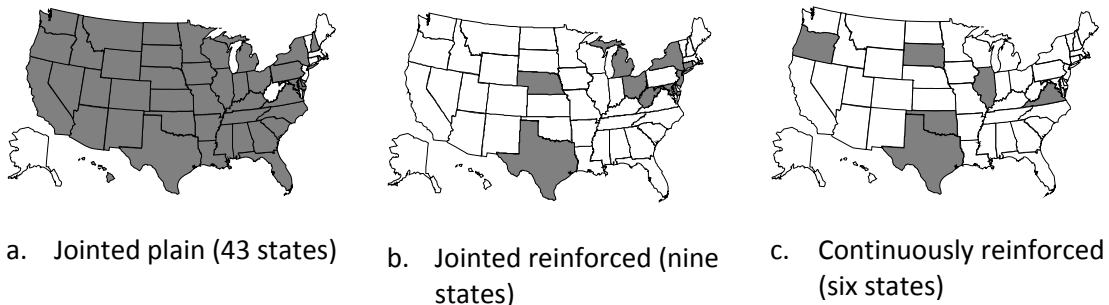 a. Jointed plain (43 states)
b. Jointed reinforced (nine
states)
c. Continuously reinforced
(six states)